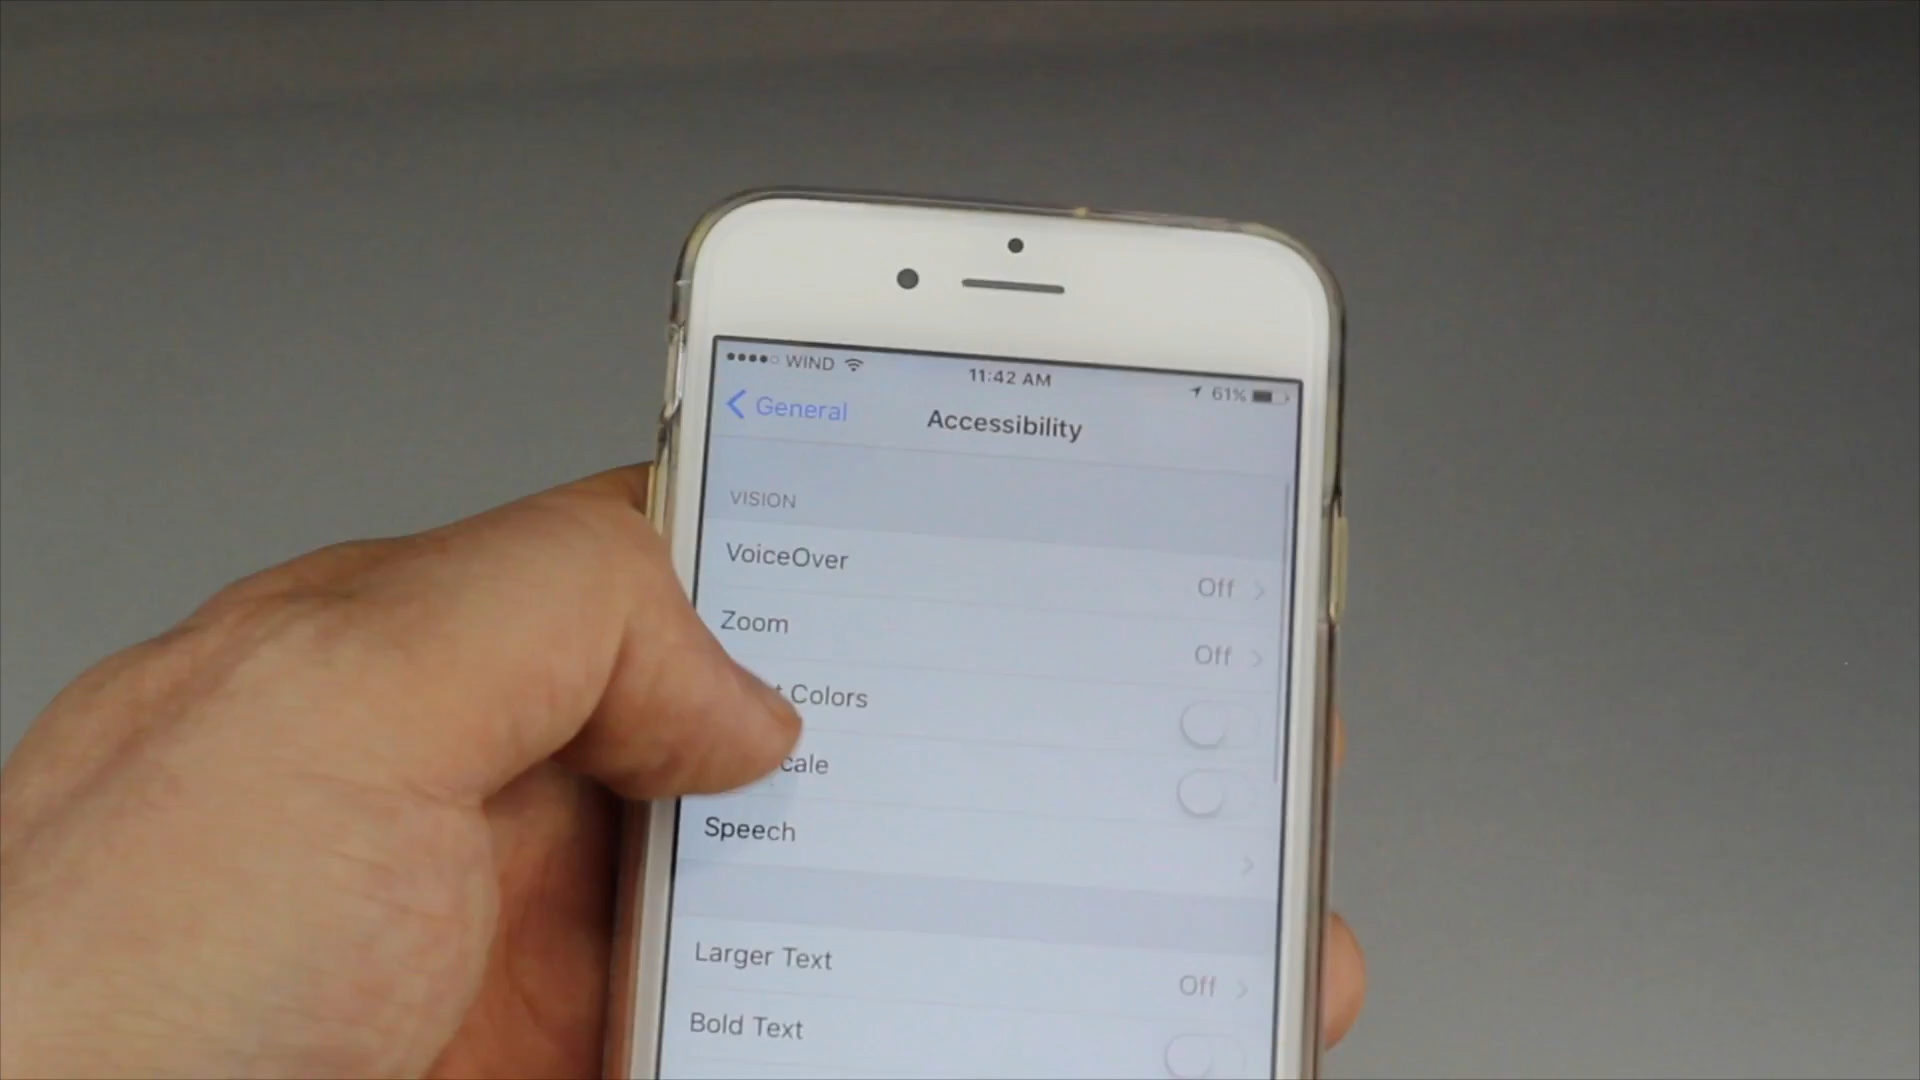 WIND 11:42 AM 61%
General Accessibility
VISION
VoiceOver Off
Zoom Off
Colors
Speech
Larger Text Off
Bold Text